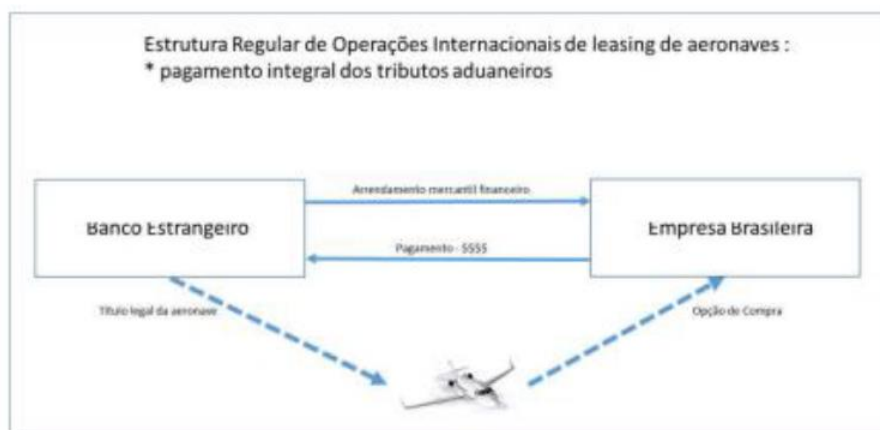 Estrutura Regular de Operações Internacionais de leasing de aeronaves :
* pagamento integral dos tributos aduaneiros
Arrendamento mercantil financeiro
Banco Estrangeiro
Empresa Brasileira
Pagamento - $$$$
Título legal da aeronave
Opção de Compra